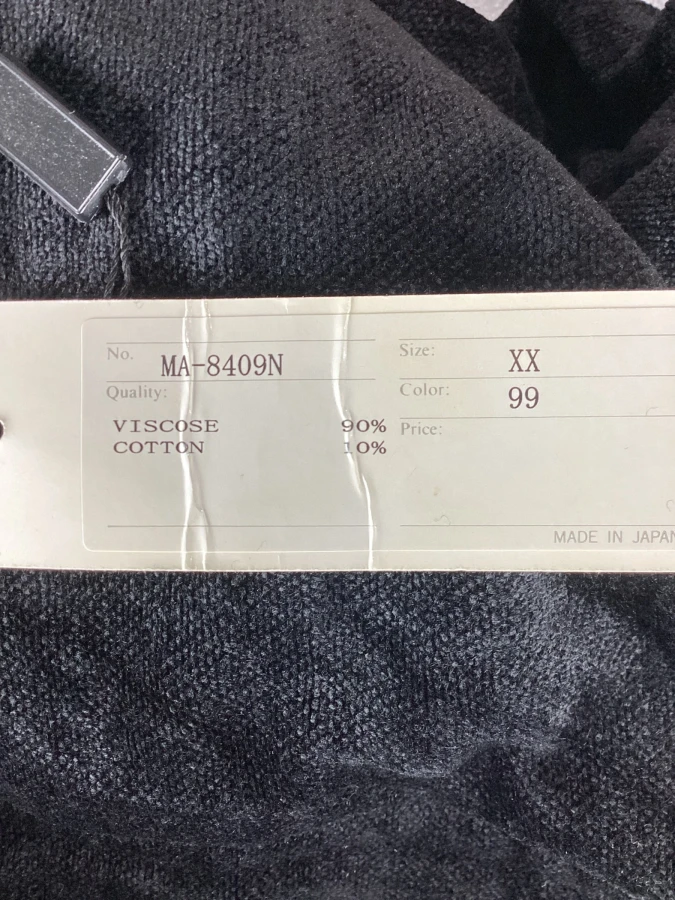 No. MA-8409N
Quality:
VISCOSE 90%
COTTON 10%
Size: XX
Color: 99
Price:
MADE IN JAPAN